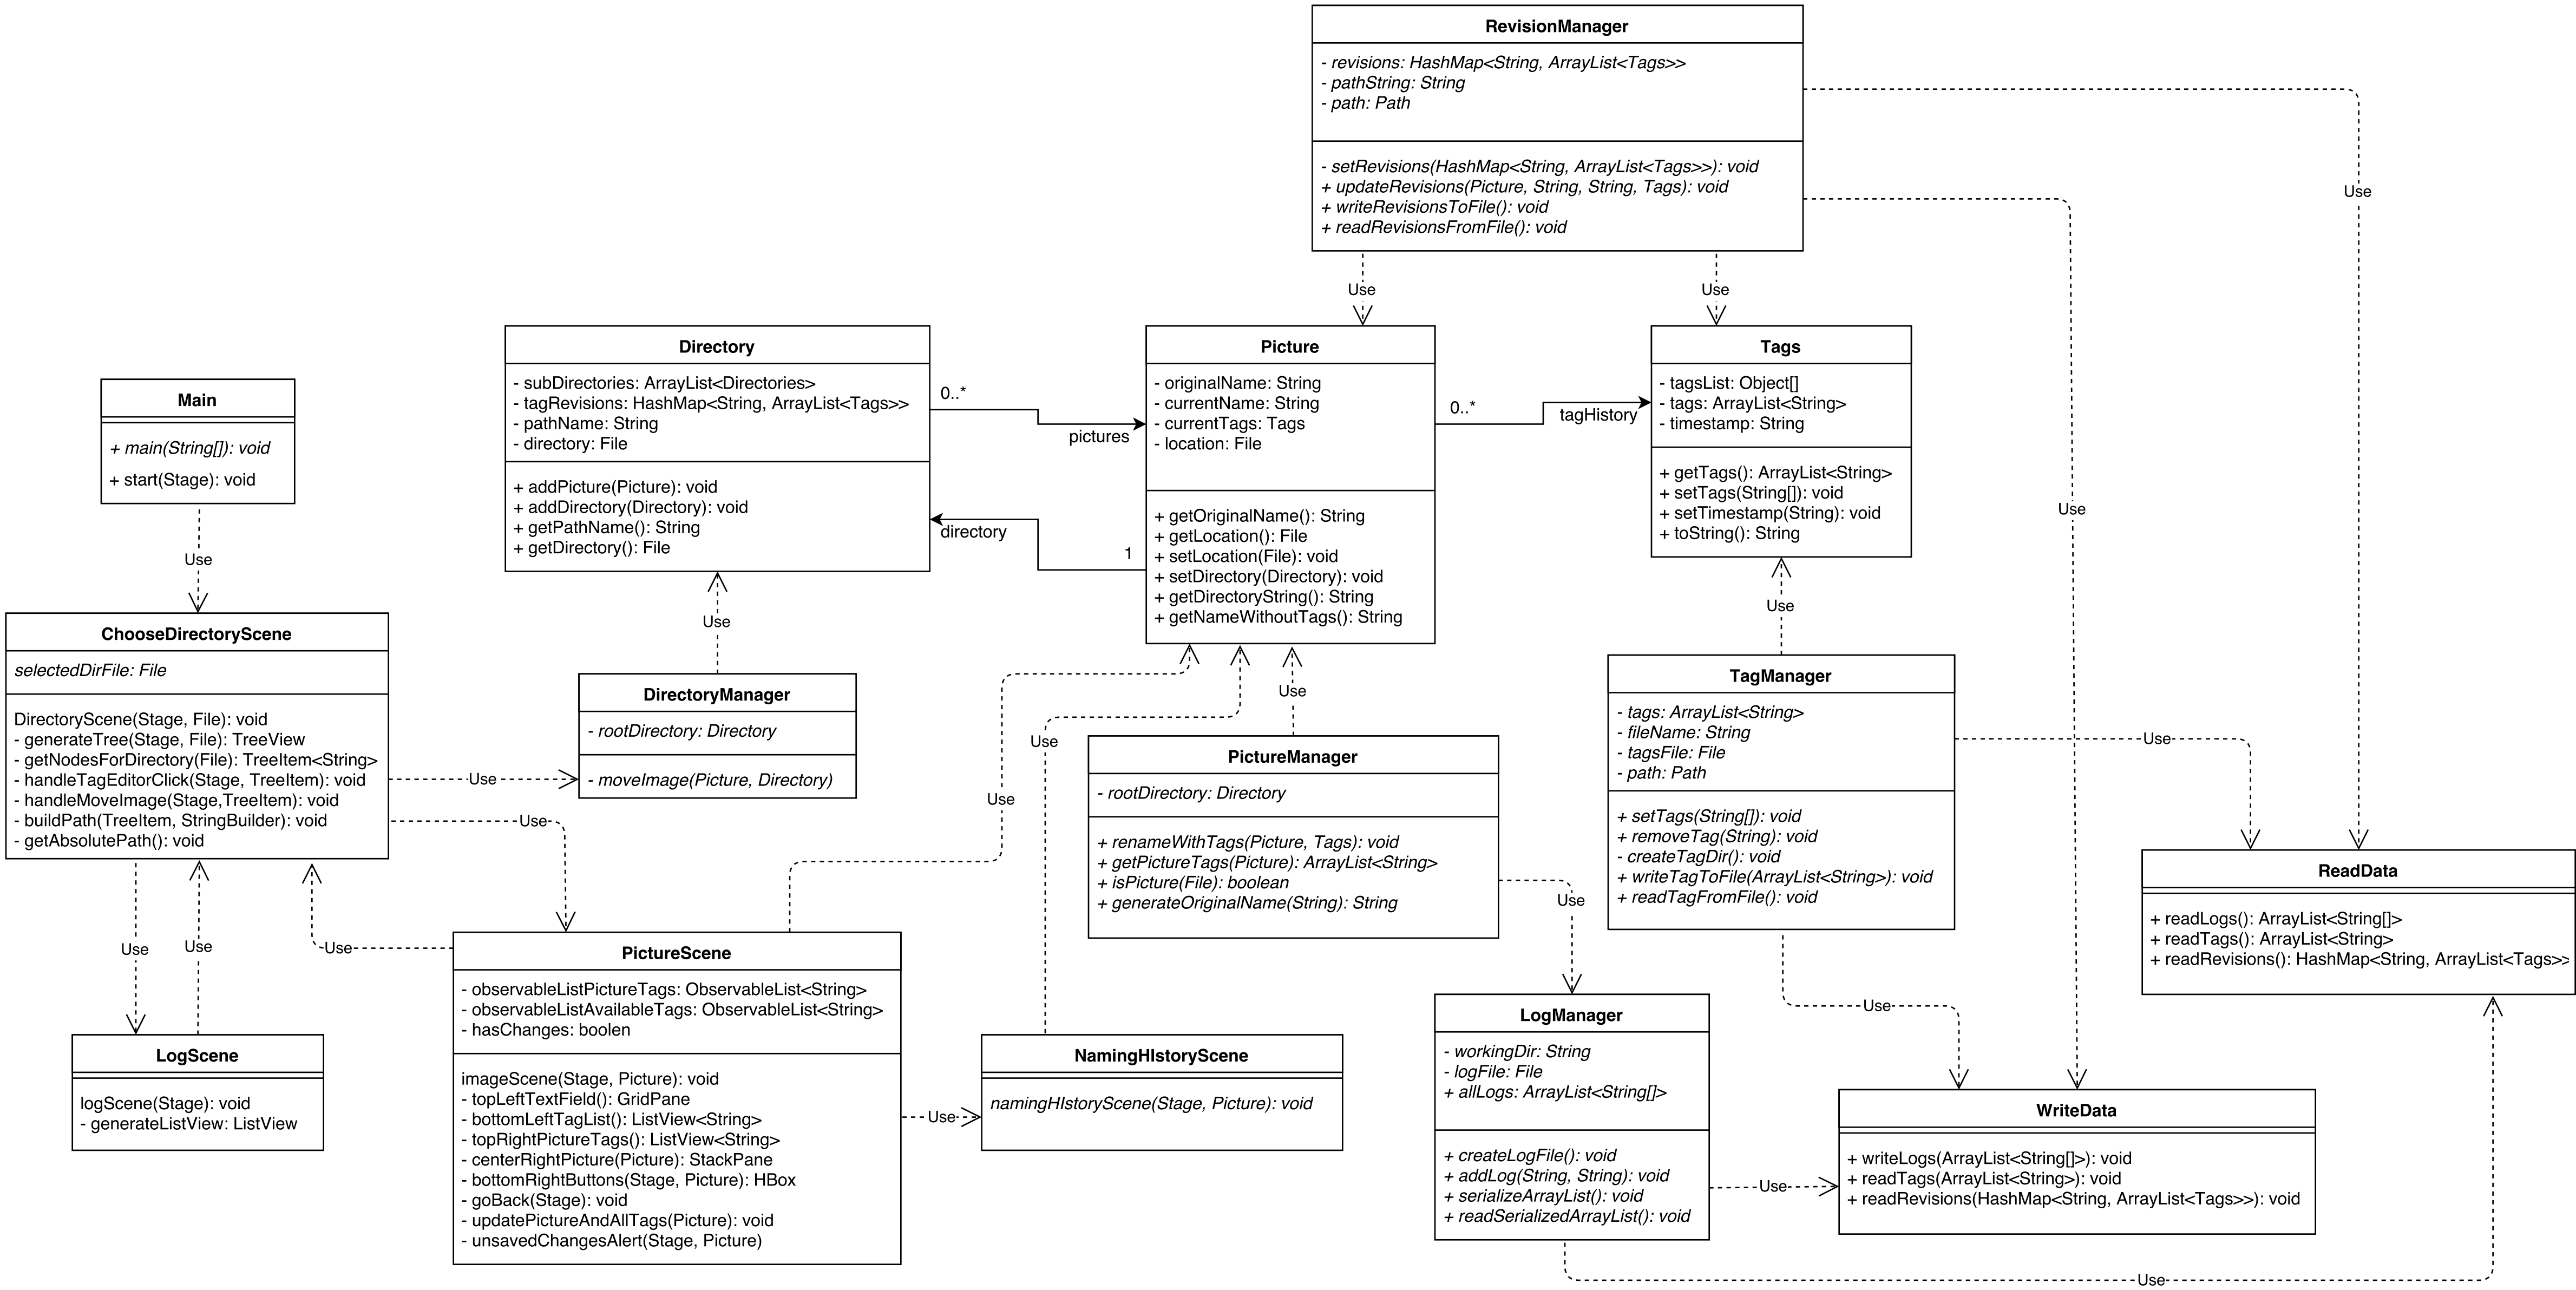 RevisionManager
- revisions: HashMap<String, ArrayList<Tags>>
- pathString: String
- path: Path
- setRevisions(HashMap<String, ArrayList<Tags>>): void
+ updateRevisions(Picture, String, String, Tags): void
+ writeRevisionsToFile(): void
+ readRevisionsFromFile(): void
Use
Use
Use
Use
Directory
- subDirectories: ArrayList<Directories>
- tagRevisions: HashMap<String, ArrayList<Tags>>
- pathName: String
- directory: File
+ addPicture(Picture): void
+ addDirectory(Directory): void
+ getPathName(): String
+ getDirectory(): File
0..*
pictures
directory
1
Picture
- originalName: String
- currentName: String
- currentTags: Tags
- location: File
+ getOriginalName(): String
+ getLocation(): File
+ setLocation(File): void
+ setDirectory(Directory): void
+ getDirectoryString(): String
+ getNameWithoutTags(): String
0..*
tagHistory
Tags
- tagsList: Object[]
- tags: ArrayList<String>
- timestamp: String
+ getTags(): ArrayList<String>
+ setTags(String[]): void
+ setTimestamp(String): void
+ toString(): String
Main
+ main(String[]): void
+ start(Stage): void
Use
Use
Use
ChooseDirectoryScene
selectedDirFile: File
DirectoryScene(Stage, File): void
- generateTree(Stage, File): TreeView
- getNodesForDirectory(File): TreeItem<String>
- handleTagEditorClick(Stage, TreeItem): void
- handleMoveImage(Stage,TreeItem): void
- buildPath(TreeItem, StringBuilder): void
- getAbsolutePath(): void
Use
Use
DirectoryManager
- rootDirectory: Directory
- moveImage(Picture, Directory)
Use
Use
Use
PictureManager
- rootDirectory: Directory
+ renameWithTags(Picture, Tags): void
+ getPictureTags(Picture): ArrayList<String>
+ isPicture(File): boolean
+ generateOriginalName(String): String
Use
TagManager
- tags: ArrayList<String>
- fileName: String
- tagsFile: File
- path: Path
+ setTags(String[]): void
+ removeTag(String): void
- createTagDir(): void
+ writeTagToFile(ArrayList<String>): void
+ readTagFromFile(): void
Use
Use
ReadData
+ readLogs(): ArrayList<String[]>
+ readTags(): ArrayList<String>
+ readRevisions(): HashMap<String, ArrayList<Tags>>
Use
Use
Use
LogScene
logScene(Stage): void
- generateListView: ListView
PictureScene
- observableListPictureTags: ObservableList<String>
- observableListAvailableTags: ObservableList<String>
- hasChanges: boolen
imageScene(Stage, Picture): void
- topLeftTextField(): GridPane
- bottomLeftTagList(): ListView<String>
- topRightPictureTags(): ListView<String>
- centerRightPicture(Picture): StackPane
- bottomRightButtons(Stage, Picture): HBox
- goBack(Stage): void
- updatePictureAndAllTags(Picture): void
- unsavedChangesAlert(Stage, Picture)
Use
NamingHIstoryScene
namingHIstoryScene(Stage, Picture): void
LogManager
- workingDir: String
- logFile: File
+ allLogs: ArrayList<String[]>
+ createLogFile(): void
+ addLog(String, String): void
+ serializeArrayList(): void
+ readSerializedArrayList(): void
Use
WriteData
+ writeLogs(ArrayList<String[]>): void
+ readTags(ArrayList<String>): void
+ readRevisions(HashMap<String, ArrayList<Tags>>): void
Use